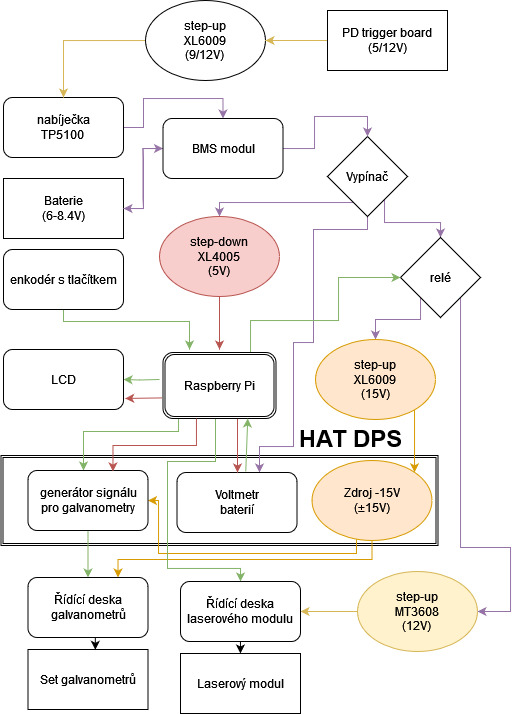 step-up
XL6009
(9/12V)
PD trigger board
(5/12V)
nabíječka
TP5100
BMS modul
Vypínač
Baterie
(6-8.4V)
step-down
XL4005
(5V)
relé
enkodér s tlačítkem
LCD
Raspberry Pi
step-up
XL6009
(15V)
HAT DPS
generátor signálu
pro galvanometry
Voltmetr
baterií
Zdroj -15V
(±15V)
Řídící deska
galvanometrů
Řídící deska
laserového modulu
step-up
MT3608
(12V)
Set galvanometrů
Laserový modul